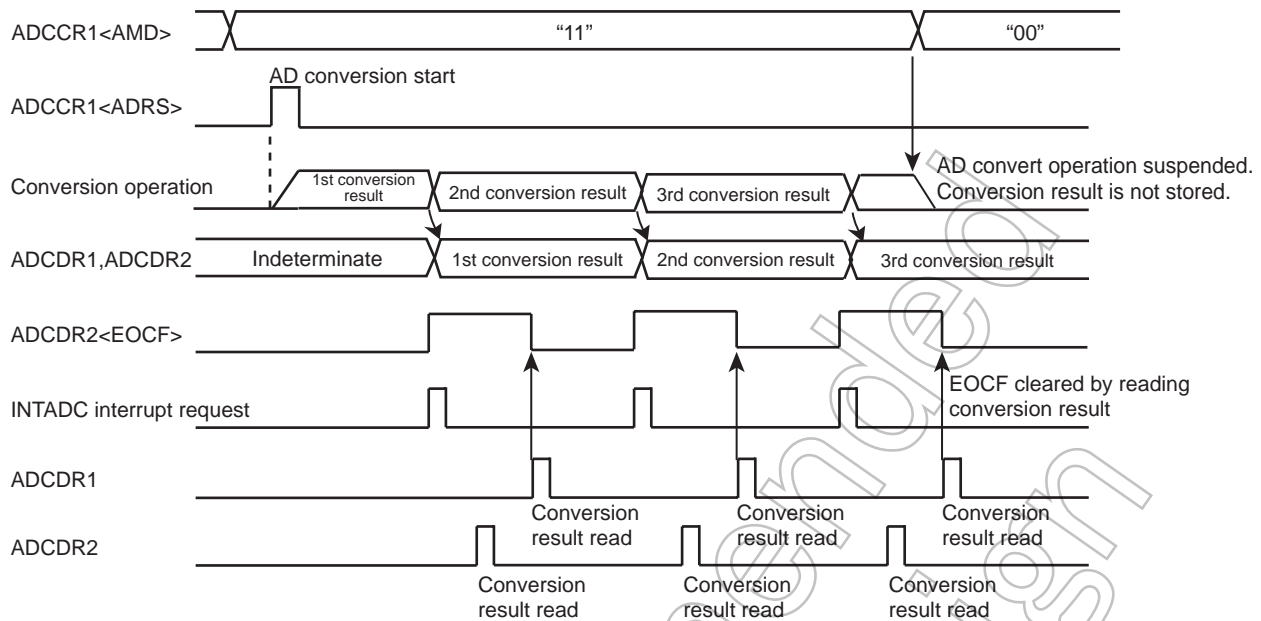 ADCCR1<AMD>
"11"
"00"
AD conversion start
ADCCR1<ADRS>
Conversion operation
1st conversion
result
2nd conversion result
3rd conversion result
AD convert operation suspended.
Conversion result is not stored.
ADCDR1,ADCDR2
Indeterminate
1st conversion result
2nd conversion result
3rd conversion result
ADCDR2<EOCF>
EOCF cleared by reading
conversion result
INTADC interrupt request
ADCDR1
Conversion
result read
Conversion
result read
Conversion
result read
ADCDR2
Conversion
result read
Conversion
result read
Conversion
result read